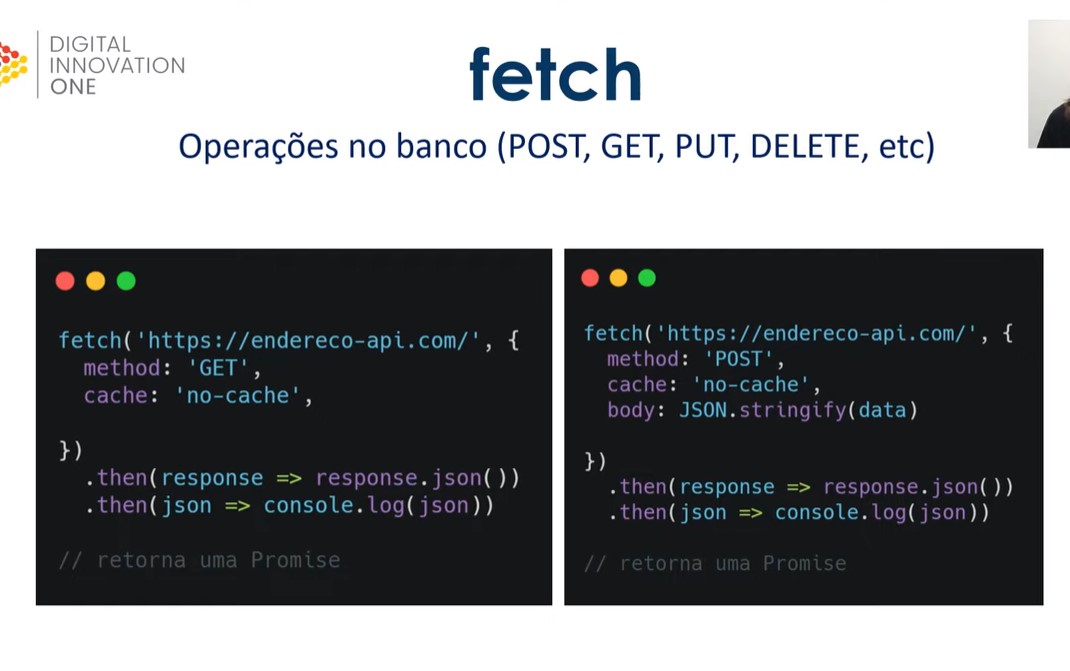 DIGITAL
INNOVATION
ONE
fetch
Operações no banco (POST, GET, PUT, DELETE, etc)
fetch('https://endereco-api.com/', {
  method: 'GET',
  cache: 'no-cache',
})
  .then(response => response.json())
  .then(json => console.log(json))
// retorna uma Promise
fetch('https://endereco-api.com/', {
  method: 'POST',
  cache: 'no-cache',
  body: JSON.stringify(data)
})
  .then(response => response.json())
  .then(json => console.log(json))
// retorna uma Promise